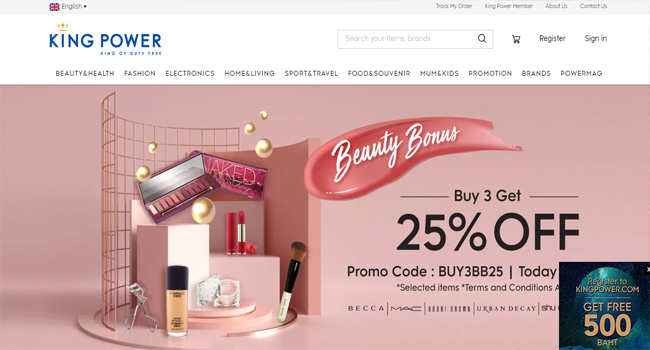 English
Track My Order
King Power Member
About Us
Contact Us
KING POWER
KING OF DUTY FREE
Search your items, brands
Register
Sign in
BEAUTY&HEALTH
FASHION
ELECTRONICS
HOME&LIVING
SPORT&TRAVEL
FOOD&SOUVENIR
MUM&KIDS
PROMOTION
BRANDS
POWERMAG
Beauty Bonus
NAKED
Buy 3 Get
25% OFF
Promo Code : BUY3BB25 | Today
*Selected items *Terms and Conditions A
BECCA | MAC | BOBBI BROWN | URBAN DECAY | shu
x
Register to
KINGPOWER.COM
GET FREE
500
BAHT